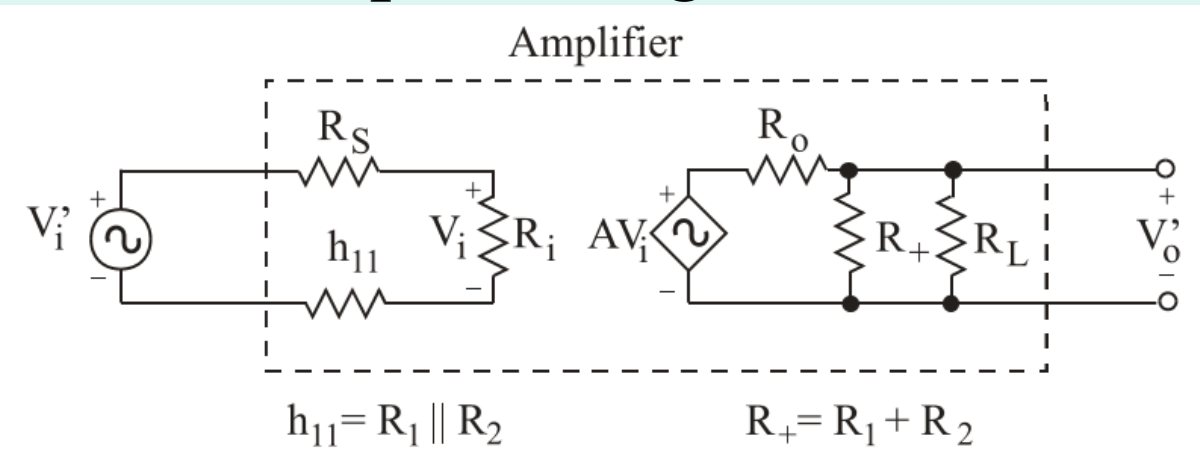 Amplifier
R_S
R_o
V_i’
+
−
h_11
+
V_i
−
R_i
AV_i
+
−
R_+
R_L
+
V_o’
−
h_11= R_1 || R_2
R_+= R_1 + R_2